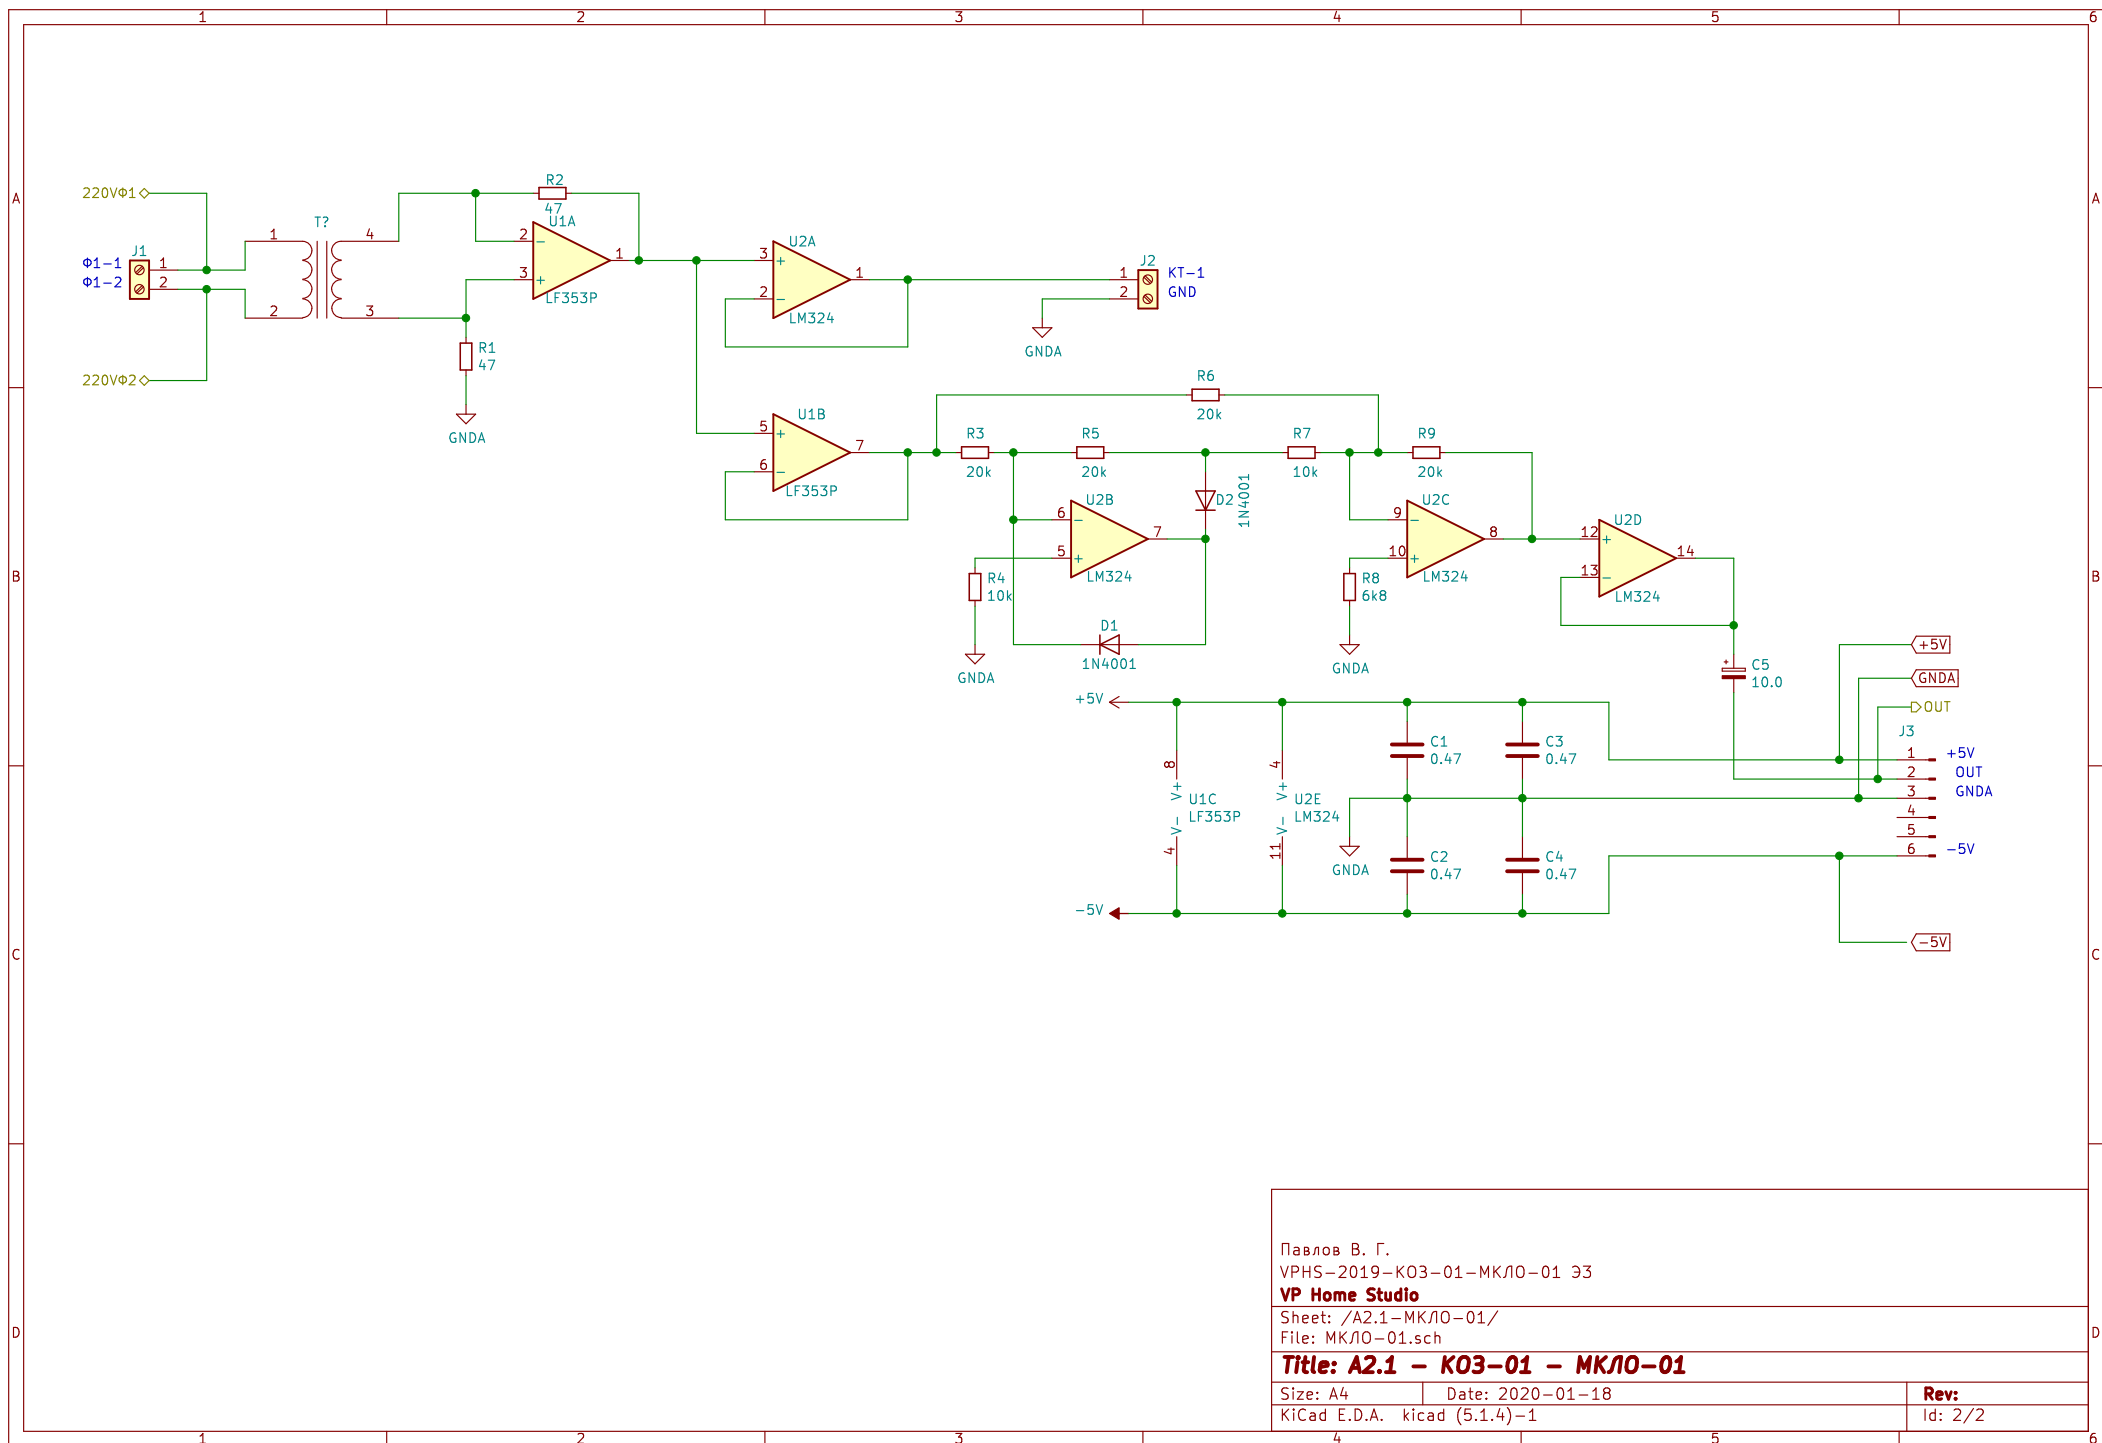 1 2 3 4 5 6
A A
220VФ1
R2
47
T?
U1A
2
1
3
LF353P
1
2
4
3
J1
Ф1-1 1
Ф1-2 2
220VФ2
R1
47
GNDA
U2A
3
2
1
LM324
J2
1 KT-1
2 GND
GNDA
U1B
5
6
7
LF353P
R6
20k
R3
20k
R5
20k
R7
10k
R9
20k
D2
1N4001
U2B
6
5
7
LM324
R4
10k
GNDA
D1
1N4001
U2C
9
10
8
LM324
R8
6k8
GNDA
U2D
12
13
14
LM324
B B
C5
10.0
+5V
GNDA
OUT
J3
1 +5V
2 OUT
3 GNDA
4
5
6 -5V
-5V
+5V
8
V+
V-
4
U1C
LF353P
4
V+
V-
11
U2E
LM324
C1
0.47
C3
0.47
GNDA
C2
0.47
C4
0.47
-5V
C C
Павлов В. Г.
VPHS-2019-КОЗ-01-МКЛО-01 ЭЗ
VP Home Studio
Sheet: /A2.1-МКЛО-01/
File: МКЛО-01.sch
Title: A2.1 - КОЗ-01 - МКЛО-01
Size: A4 Date: 2020-01-18 Rev:
KiCad E.D.A. kicad (5.1.4)-1 Id: 2/2
D D
1 2 3 4 5 6